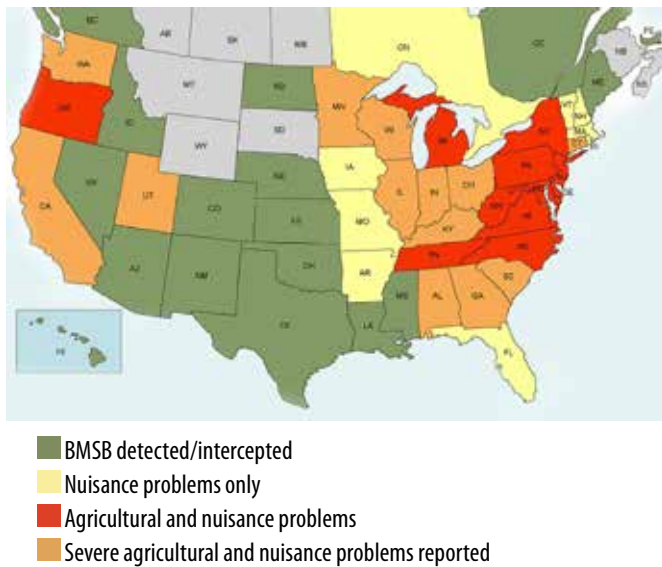 BC
AB
SK
MB
ON
QC
NB
PE
NS
WA
MT
ND
MN
ME
VT
NH
MA
CT
OR
ID
WY
SD
WI
MI
NY
CA
NV
UT
CO
NE
IA
IL
IN
OH
PA
KS
MO
KY
WV
VA
DE
AZ
NM
OK
AR
TN
NC
TX
LA
MS
AL
GA
SC
FL
HI
BMSB detected/intercepted
Nuisance problems only
Agricultural and nuisance problems
Severe agricultural and nuisance problems reported